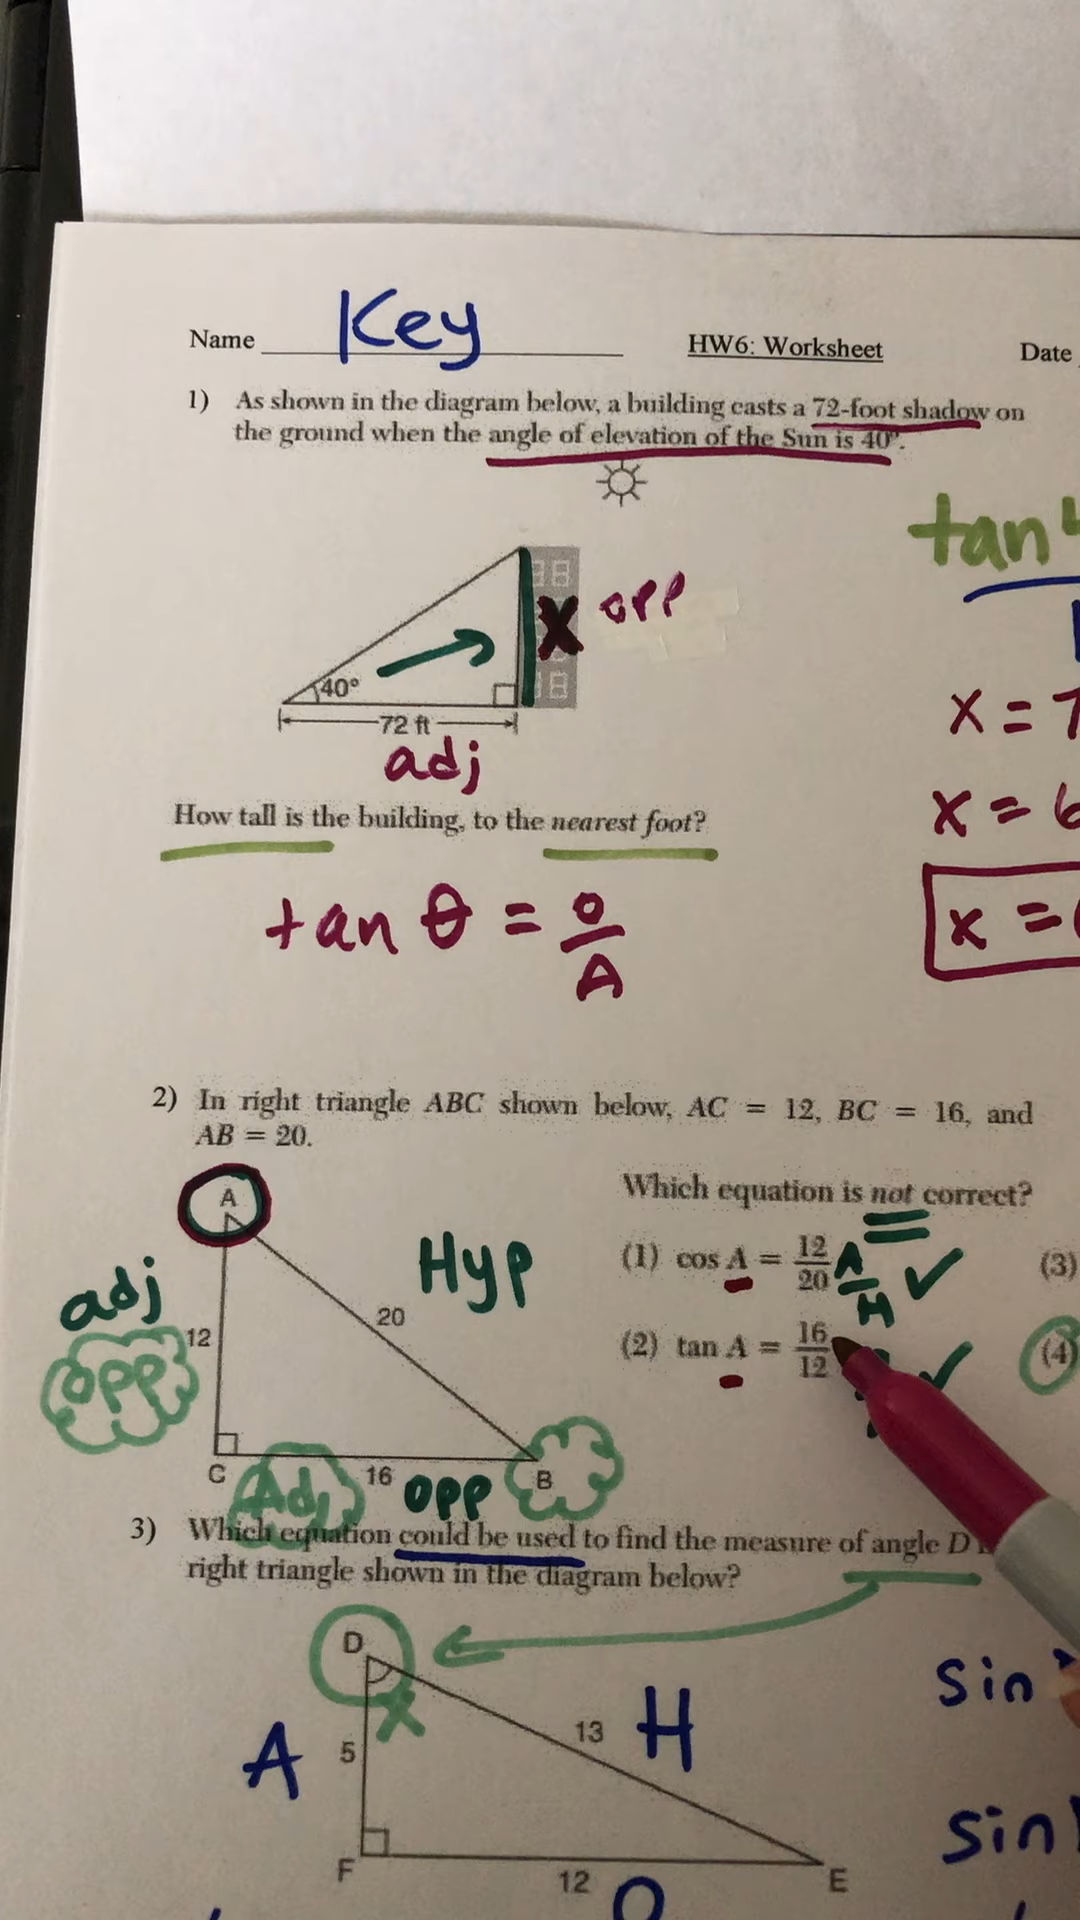 Name Key HW6: Worksheet Date
1) As shown in the diagram below, a building casts a 72-foot shadow on
the ground when the angle of elevation of the Sun is 40°.
tan 4
X opp
40°
72 ft
adj
x = 7
x = 6
How tall is the building, to the nearest foot?
tan θ = O/A
x =
2) In right triangle ABC shown below, AC = 12, BC = 16, and
AB = 20.
Which equation is not correct?
A
Hyp
(1) cos A = 12/20 A/H ✓ (3)
adj
12
20
opp
(2) tan A = 16/12 ✓ (4)
C Adj 16 opp B
3) Which equation could be used to find the measure of angle D
right triangle shown in the diagram below?
D
x
sin
A 5 13 H
sin
F 12 O E